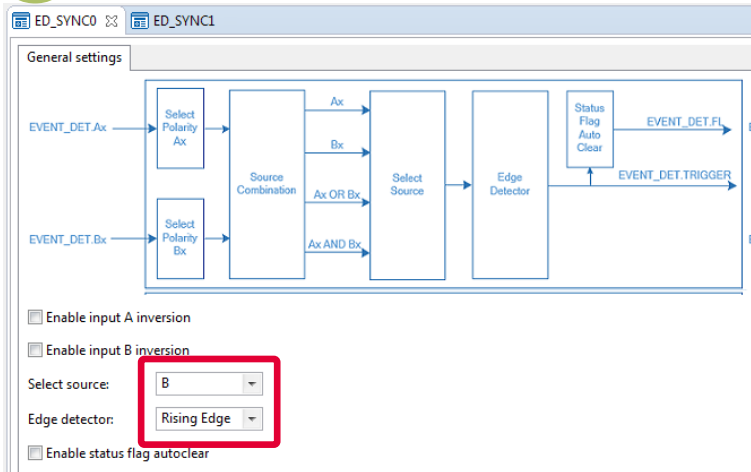 ED_SYNC0
ED_SYNC1
General settings
EVENT_DET.Ax
Select
Polarity
Ax
Source
Combination
Ax
Bx
Ax OR Bx
Ax AND Bx
Select
Source
Edge
Detector
Status
Flag
Auto
Clear
EVENT_DET.FL
EVENT_DET.TRIGGER
EVENT_DET.Bx
Select
Polarity
Bx
Enable input A inversion
Enable input B inversion
Select source: B
Edge detector: Rising Edge
Enable status flag autoclear